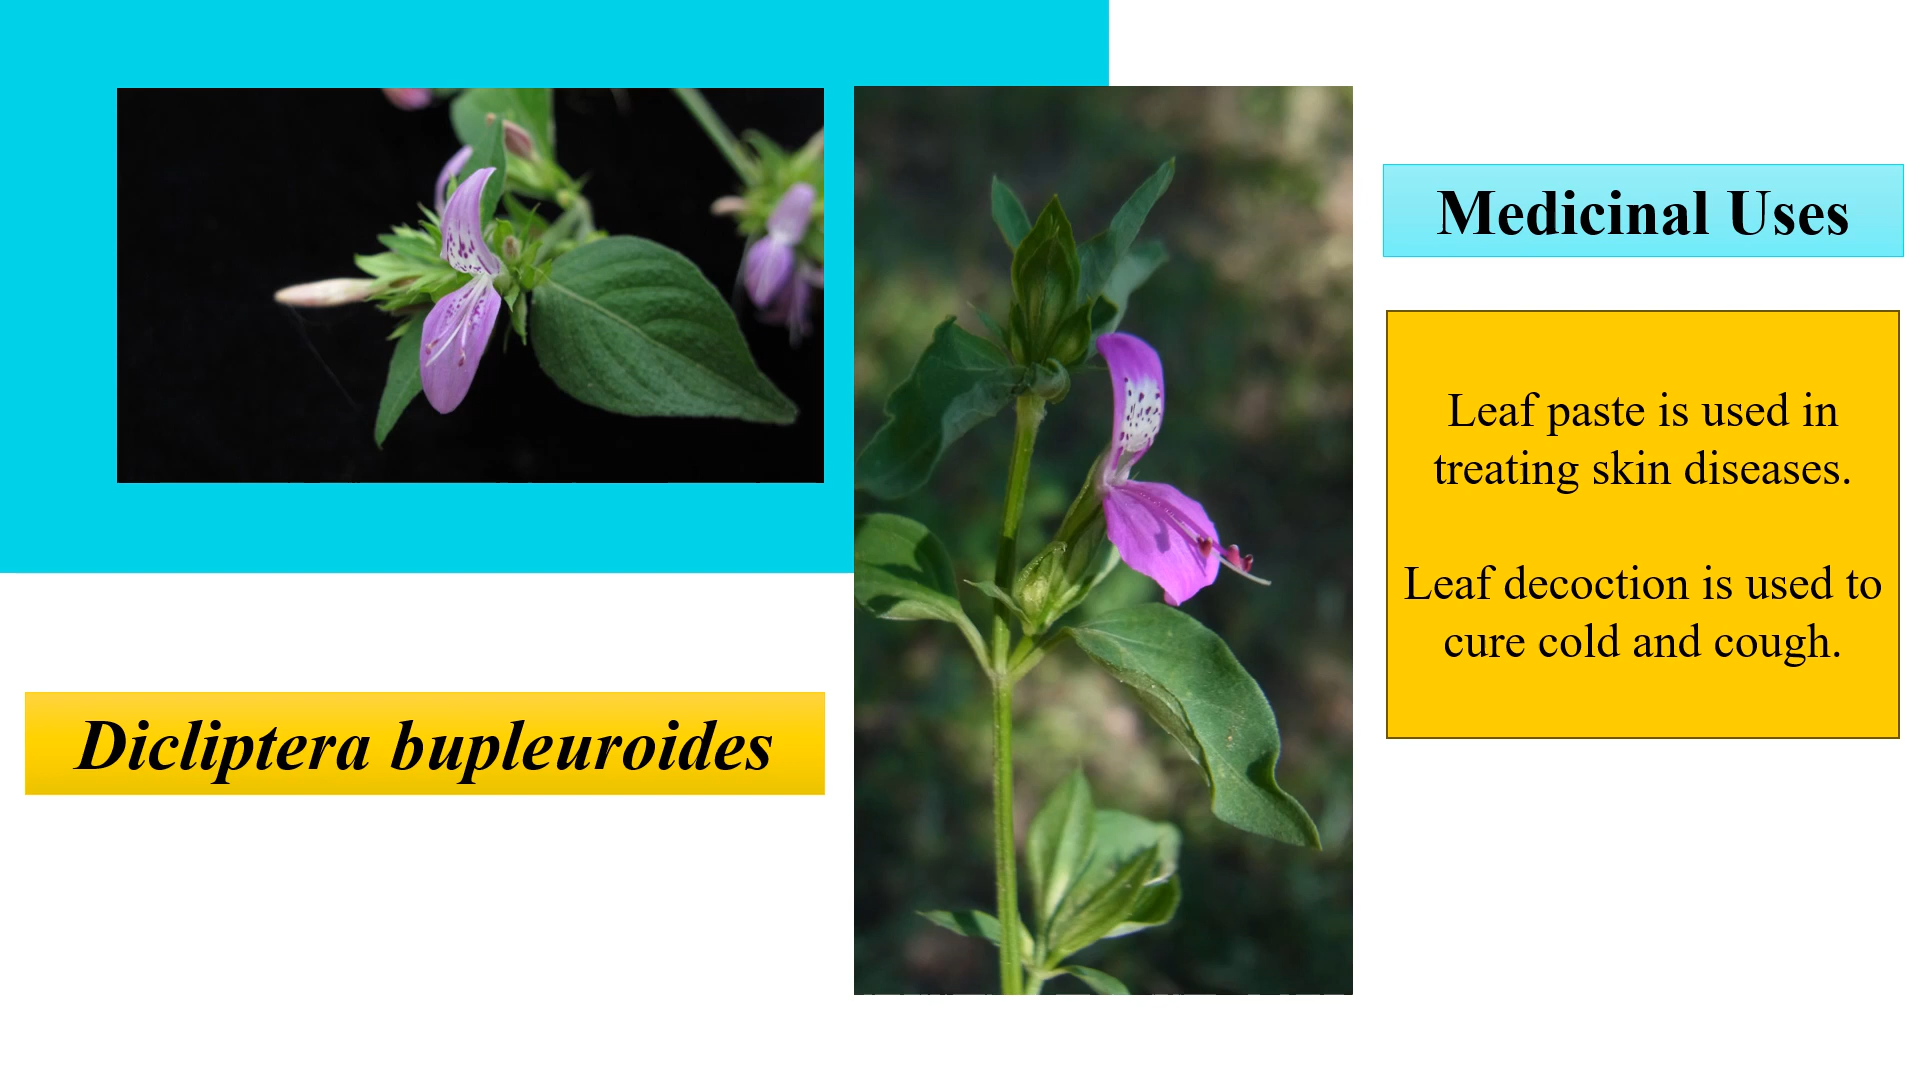 Medicinal Uses
Leaf paste is used in
treating skin diseases.
Leaf decoction is used to
cure cold and cough.
Dicliptera bupleuroides